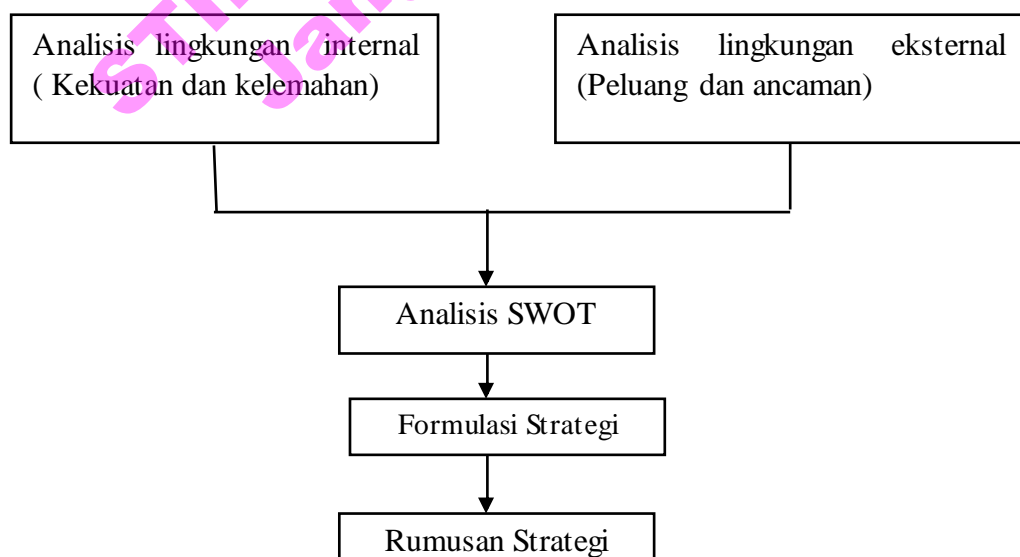 Analisis lingkungan internal
( Kekuatan dan kelemahan)
Analisis lingkungan eksternal
(Peluang dan ancaman)
Analisis SWOT
Formulasi Strategi
Rumusan Strategi